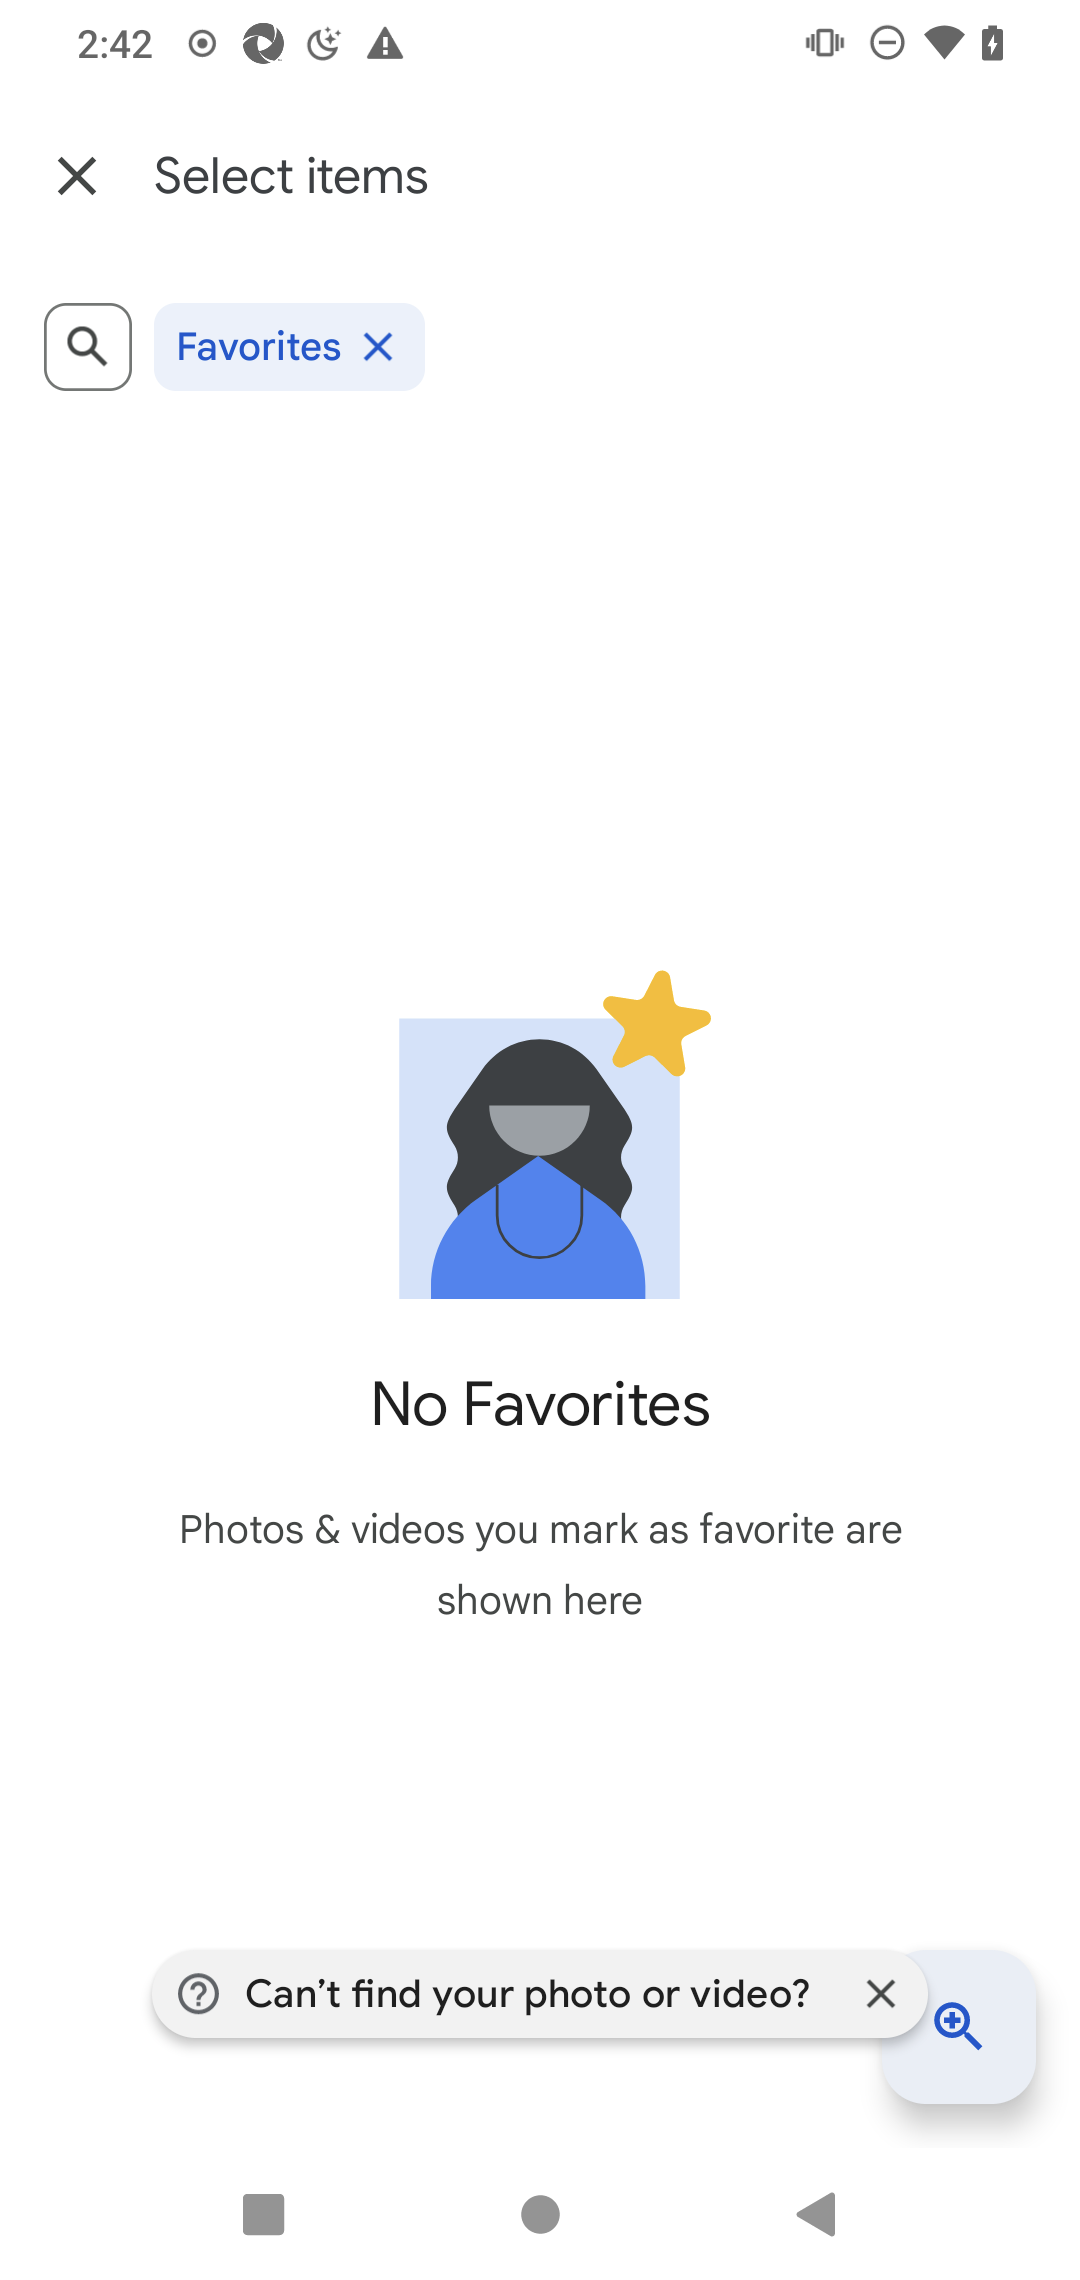 2:42
Select items
Favorites
No Favorites
Photos & videos you mark as favorite are
shown here
Can’t find your photo or video?